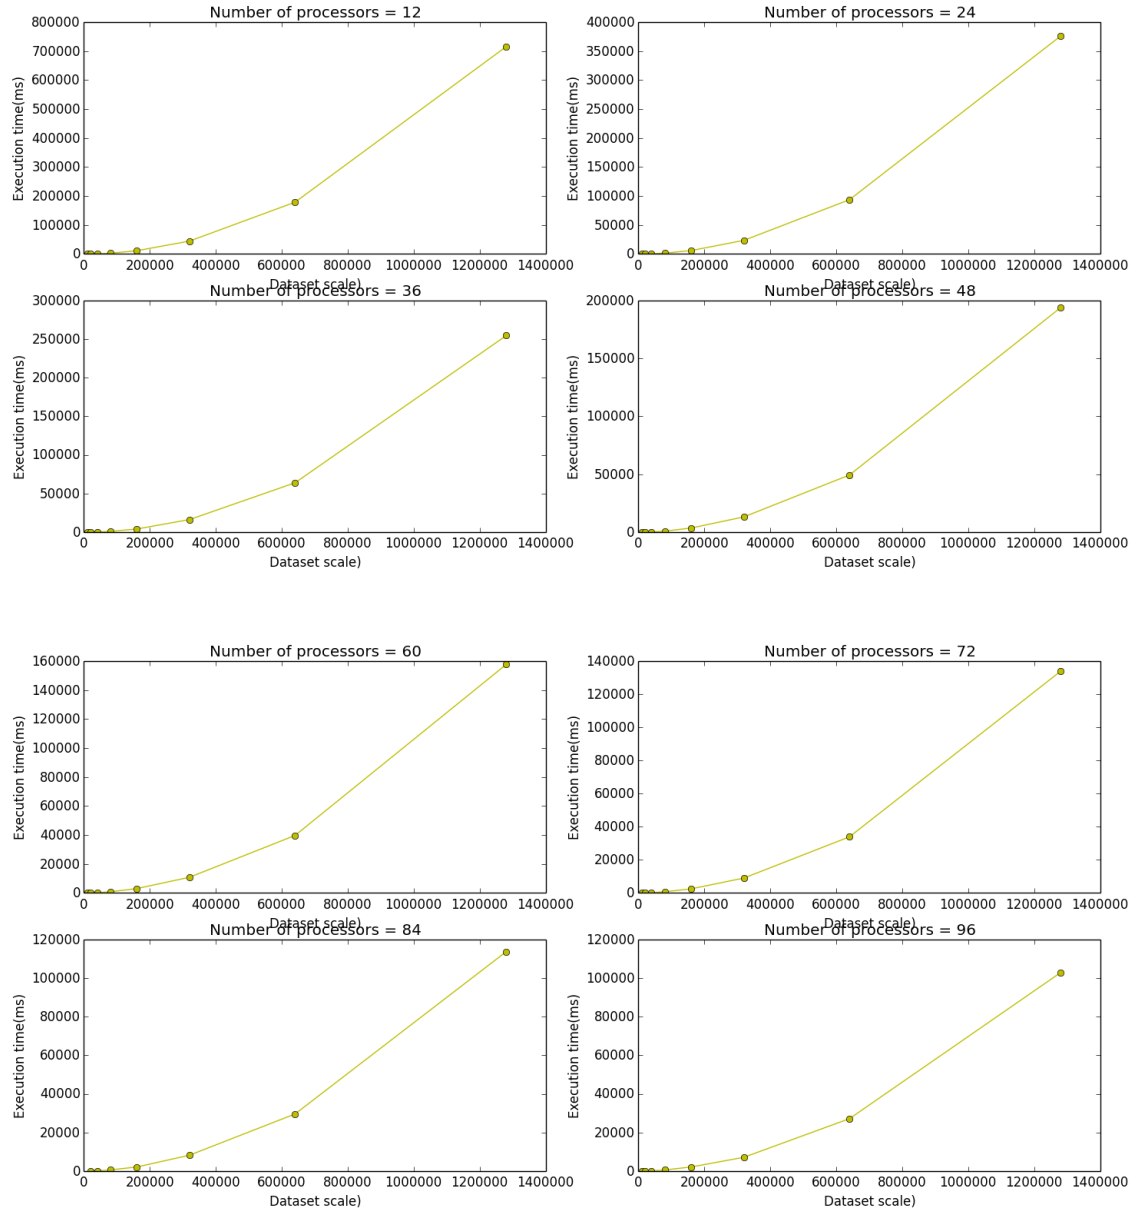 Number of processors = 12
800000
700000
600000
500000
400000
300000
200000
100000
0
Execution time(ms)
0 200000 400000 600000 800000 1000000 1200000 1400000
Dataset scale)
Number of processors = 24
400000
350000
300000
250000
200000
150000
100000
50000
0
Execution time(ms)
0 200000 400000 600000 800000 1000000 1200000 1400000
Dataset scale)
Number of processors = 36
300000
250000
200000
150000
100000
50000
0
Execution time(ms)
0 200000 400000 600000 800000 1000000 1200000 1400000
Dataset scale)
Number of processors = 48
200000
150000
100000
50000
0
Execution time(ms)
0 200000 400000 600000 800000 1000000 1200000 1400000
Dataset scale)
Number of processors = 60
160000
140000
120000
100000
80000
60000
40000
20000
0
Execution time(ms)
0 200000 400000 600000 800000 1000000 1200000 1400000
Dataset scale)
Number of processors = 72
140000
120000
100000
80000
60000
40000
20000
0
Execution time(ms)
0 200000 400000 600000 800000 1000000 1200000 1400000
Dataset scale)
Number of processors = 84
120000
100000
80000
60000
40000
20000
0
Execution time(ms)
0 200000 400000 600000 800000 1000000 1200000 1400000
Dataset scale)
Number of processors = 96
120000
100000
80000
60000
40000
20000
0
Execution time(ms)
0 200000 400000 600000 800000 1000000 1200000 1400000
Dataset scale)